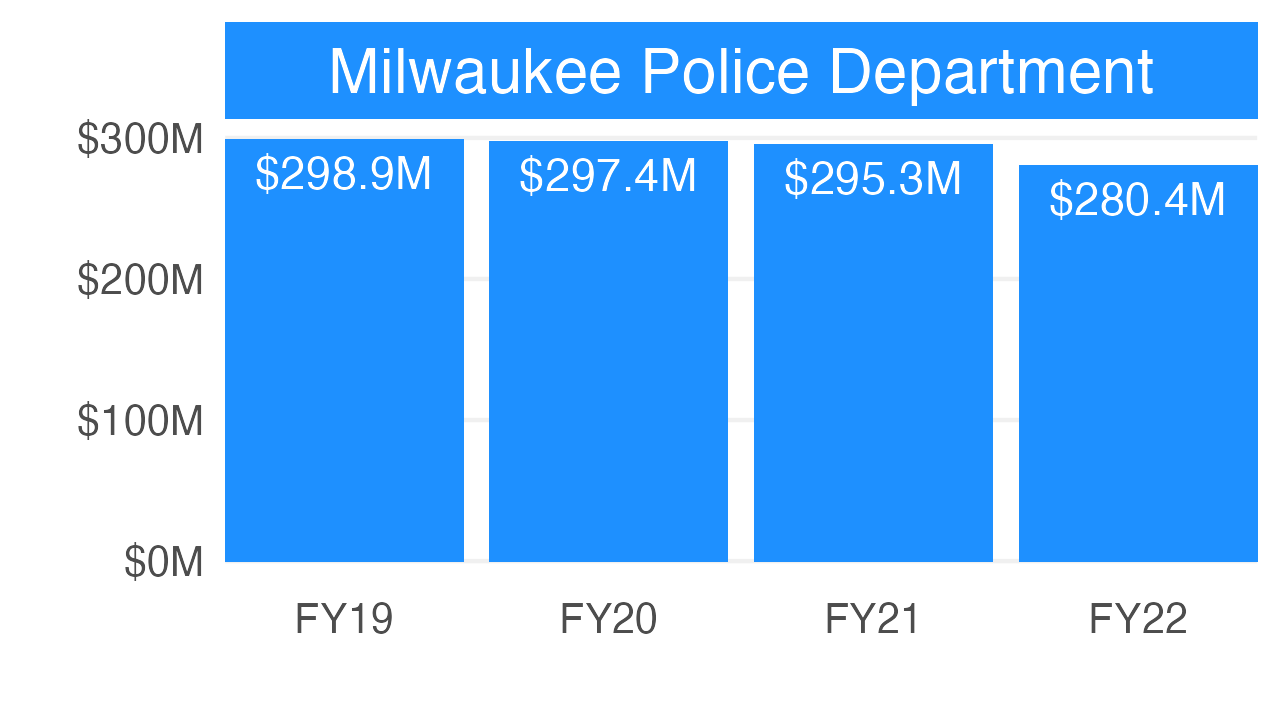 Milwaukee Police Department
$300M
$298.9M
$297.4M
$295.3M
$280.4M
$200M
$100M
$0M
FY19
FY20
FY21
FY22